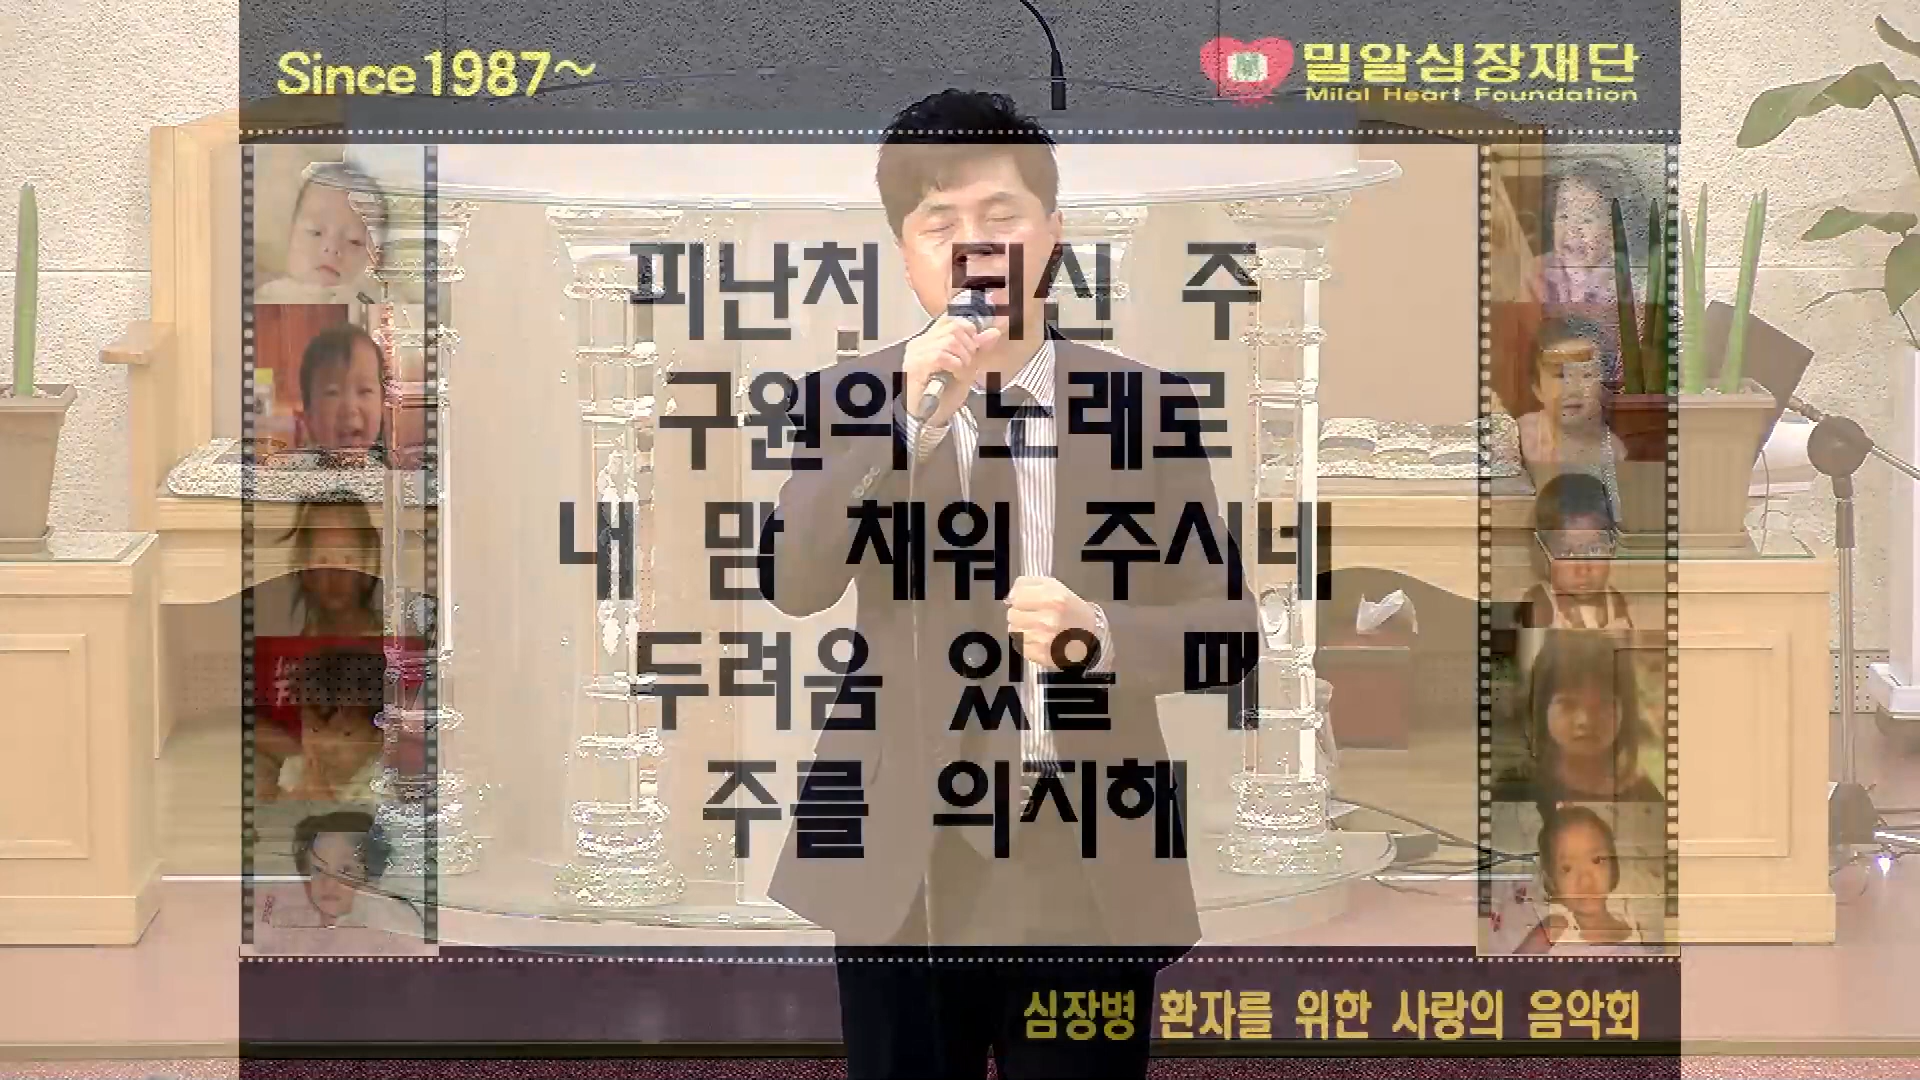 Since1987~
밀알심장재단
Milal Heart Foundation
피난처 되신 주
구원의 노래로
내 맘 채워 주시네
두려움 있을 때
주를 의지해
심장병 환자를 위한 사랑의 음악회